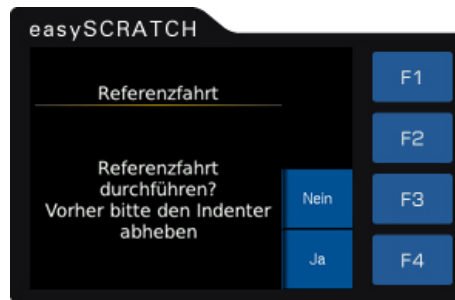 easySCRATCH
Referenzfahrt
Referenzfahrt
durchführen?
Vorher bitte den Indenter
abheben
Nein
Ja
F1
F2
F3
F4